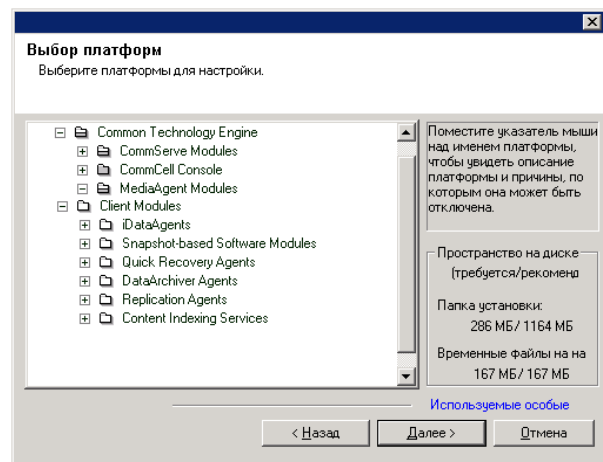 Выбор платформ
Выберите платформы для настройки.
Common Technology Engine
CommServe Modules
CommCell Console
MediaAgent Modules
Client Modules
iDataAgents
Snapshot-based Software Modules
Quick Recovery Agents
DataArchiver Agents
Replication Agents
Content Indexing Services
Поместите указатель мыши
над именем платформы,
чтобы увидеть описание
платформы и причины, по
которым она может быть
отключена.
Пространство на диске
(требуется/рекоменд
Папка установки:
286 МБ/ 1164 МБ
Временные файлы на на
167 МБ/ 167 МБ
Используемые особые
< Назад
Далее >
Отмена